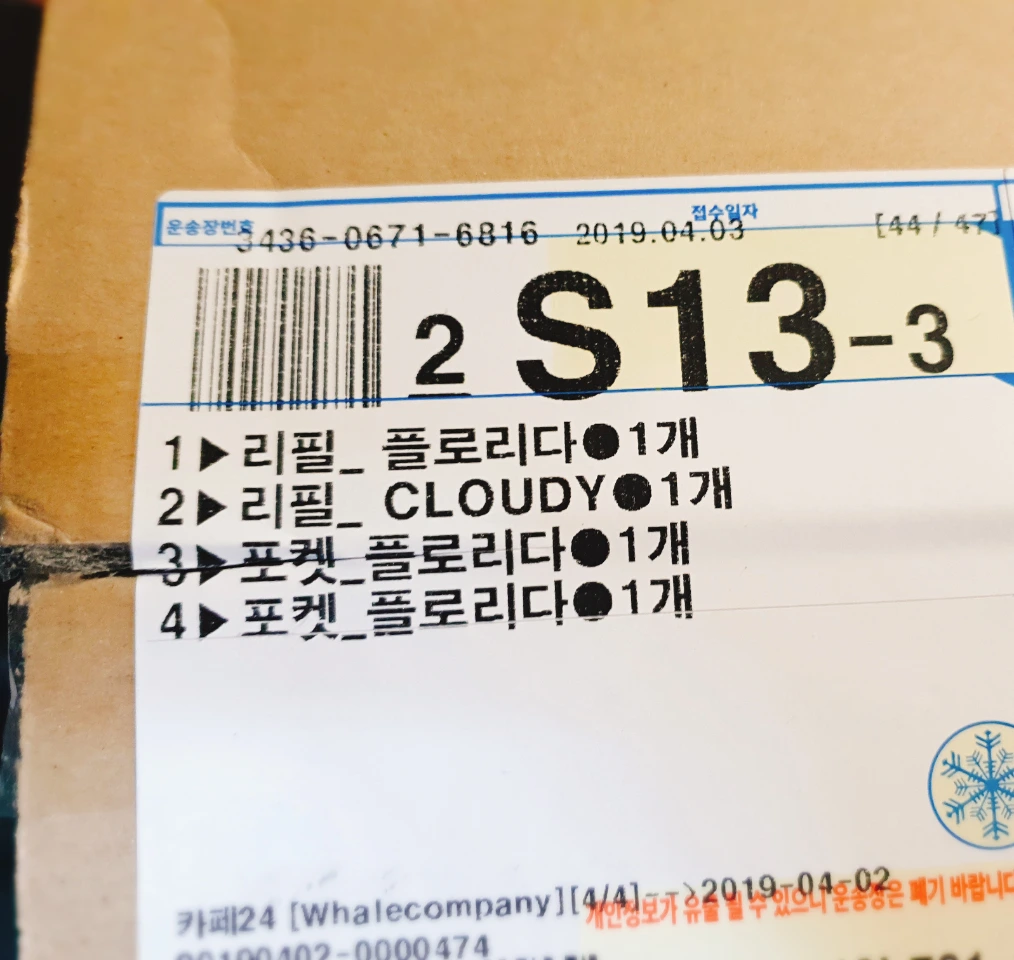 운송장번호 접수일자
3436-0671-6816 2019.04.03 [44 / 47]
2 S13-3
1▶리필_ 플로리다●1개
2▶리필_ CLOUDY●1개
3▶포켓_플로리다●1개
4▶포켓_플로리다●1개
카페24 [Whalecompany][4/4]-->2019-04-02
개인정보가 유출 될 수 있으니 운송장은 폐기 바랍니다
20190402-0000474